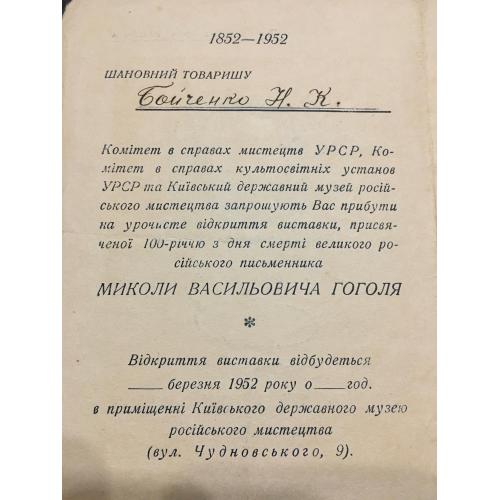 1852—1952
ШАНОВНИЙ ТОВАРИШУ
Бойченко Н. К.
Комітет в справах мистецтв УРСР, Ко-
мітет в справах культосвітніх установ
УРСР та Київський державний музей росій-
ського мистецтва запрошують Вас прибути
на урочисте відкриття виставки, присвя-
ченої 100-річчю з дня смерті великого ро-
сійського письменника
МИКОЛИ ВАСИЛЬОВИЧА ГОГОЛЯ
*
Відкриття виставки відбудеться
____ березня 1952 року о ____ год.
в приміщенні Київського державного музею
російського мистецтва
(вул. Чудновського, 9).